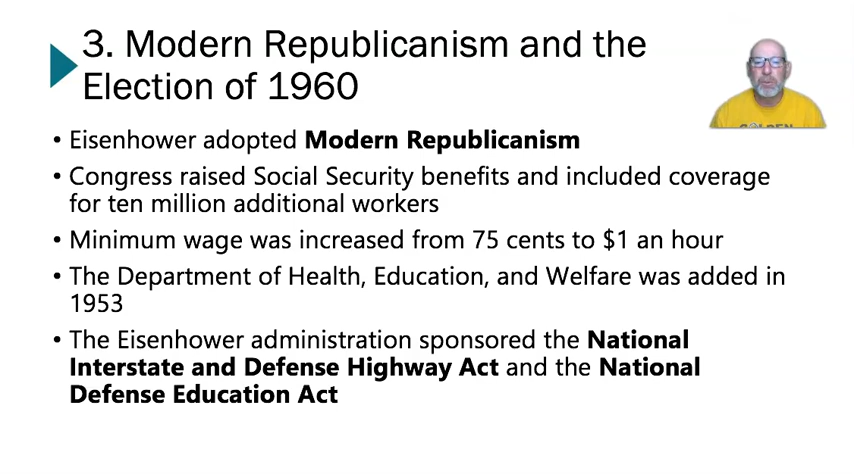 3. Modern Republicanism and the
Election of 1960
• Eisenhower adopted Modern Republicanism
• Congress raised Social Security benefits and included coverage
for ten million additional workers
• Minimum wage was increased from 75 cents to $1 an hour
• The Department of Health, Education, and Welfare was added in
1953
• The Eisenhower administration sponsored the National
Interstate and Defense Highway Act and the National
Defense Education Act